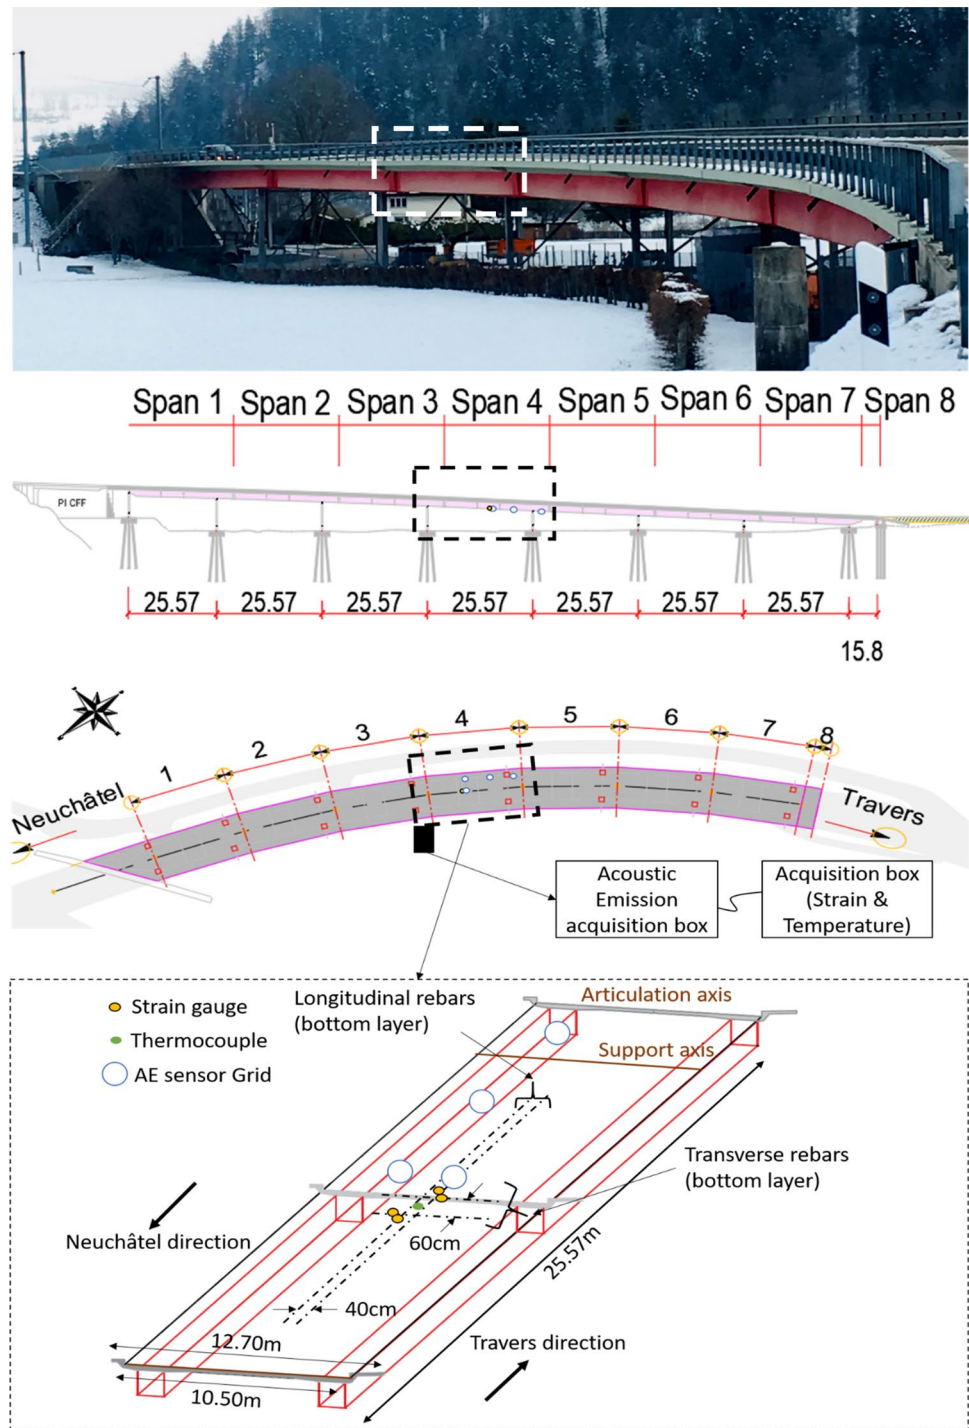 Span 1
Span 2
Span 3
Span 4
Span 5
Span 6
Span 7
Span 8
PI CFF
25.57
25.57
25.57
25.57
25.57
25.57
25.57
15.8
1
2
3
4
5
6
7
8
Neuchâtel
Travers
Acoustic
Emission
acquisition box
Acquisition box
(Strain &
Temperature)
Strain gauge
Thermocouple
AE sensor Grid
Longitudinal rebars
(bottom layer)
Articulation axis
Support axis
Transverse rebars
(bottom layer)
Neuchâtel direction
60cm
25.57m
40cm
12.70m
Travers direction
10.50m